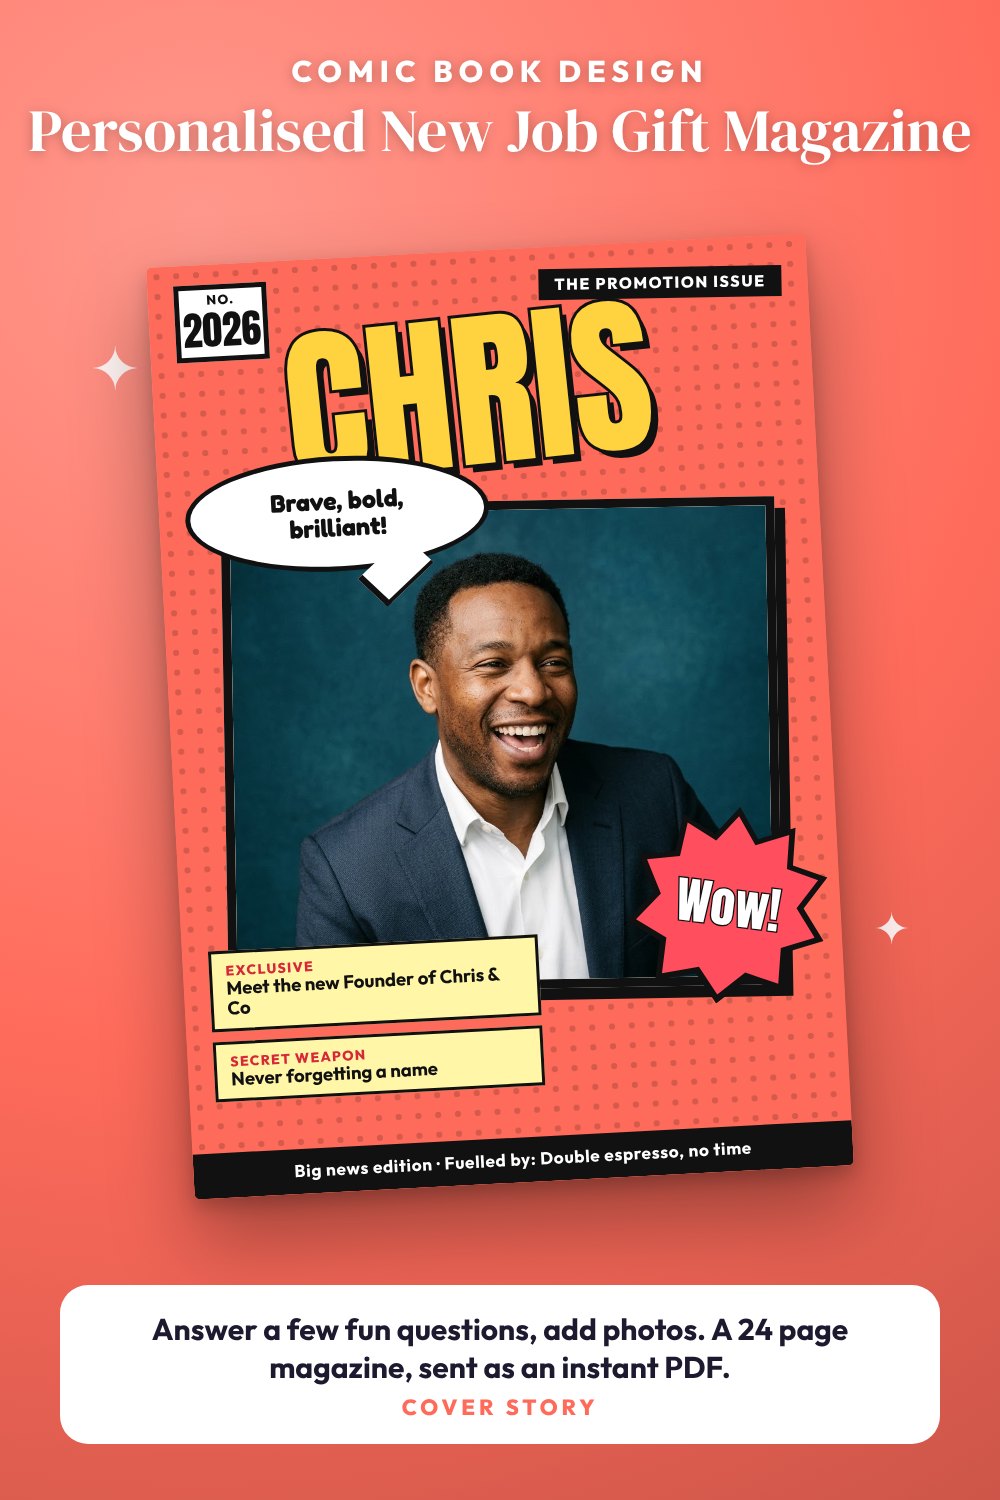 COMIC BOOK DESIGN
Personalised New Job Gift Magazine
NO.
2026
THE PROMOTION ISSUE
CHRIS
Brave, bold,
brilliant!
Wow!
EXCLUSIVE
Meet the new Founder of Chris &
Co
SECRET WEAPON
Never forgetting a name
Big news edition · Fuelled by: Double espresso, no time
Answer a few fun questions, add photos. A 24 page
magazine, sent as an instant PDF.
COVER STORY